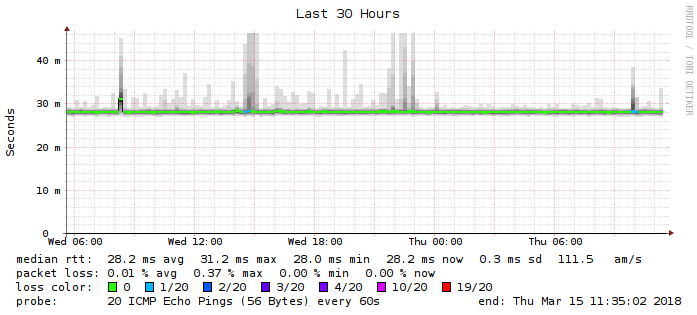 Last 30 Hours
RRDTOOL / TOBI OETIKER
Seconds
40 m
30 m
20 m
10 m
0
Wed 06:00 Wed 12:00 Wed 18:00 Thu 00:00 Thu 06:00
median rtt: 28.2 ms avg 31.2 ms max 28.0 ms min 28.2 ms now 0.3 ms sd 111.5 am/s
packet loss: 0.01 % avg 0.37 % max 0.00 % min 0.00 % now
loss color: 0 1/20 2/20 3/20 4/20 10/20 19/20
probe: 20 ICMP Echo Pings (56 Bytes) every 60s end: Thu Mar 15 11:35:02 2018